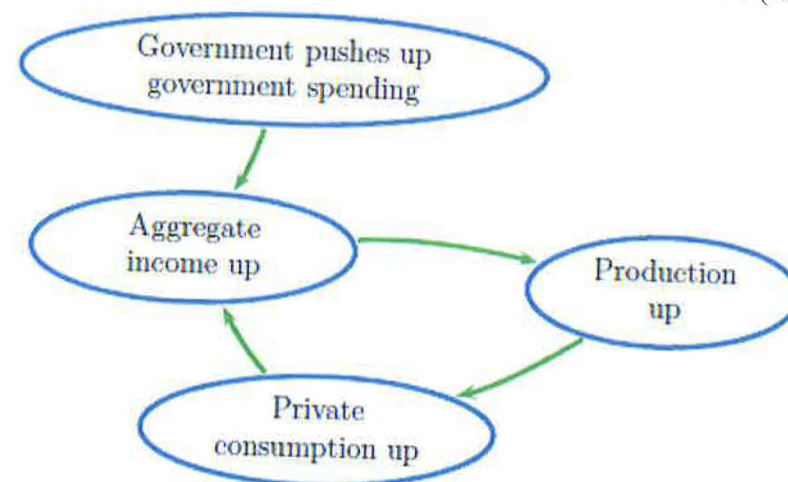 Government pushes up
government spending
Aggregate
income up
Production
up
Private
consumption up